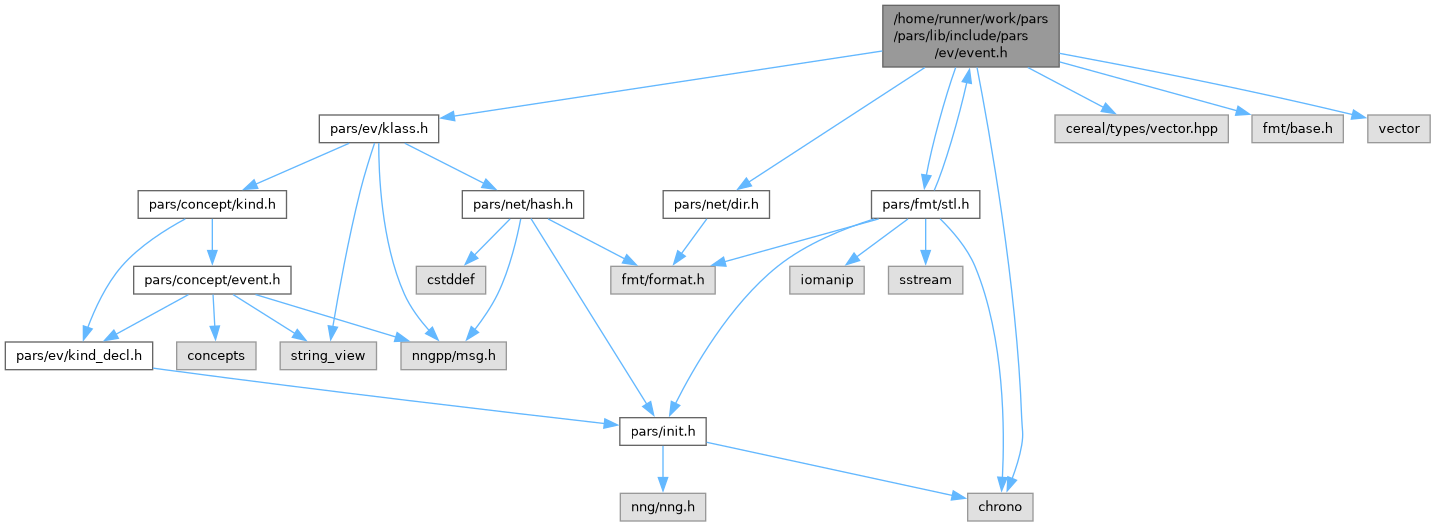 /home/runner/work/pars
/pars/lib/include/pars
/ev/event.h
pars/ev/klass.h
cereal/types/vector.hpp
fmt/base.h
vector
pars/concept/kind.h
pars/net/hash.h
pars/net/dir.h
pars/fmt/stl.h
pars/concept/event.h
cstddef
fmt/format.h
iomanip
sstream
pars/ev/kind_decl.h
concepts
string_view
nngpp/msg.h
pars/init.h
nng/nng.h
chrono